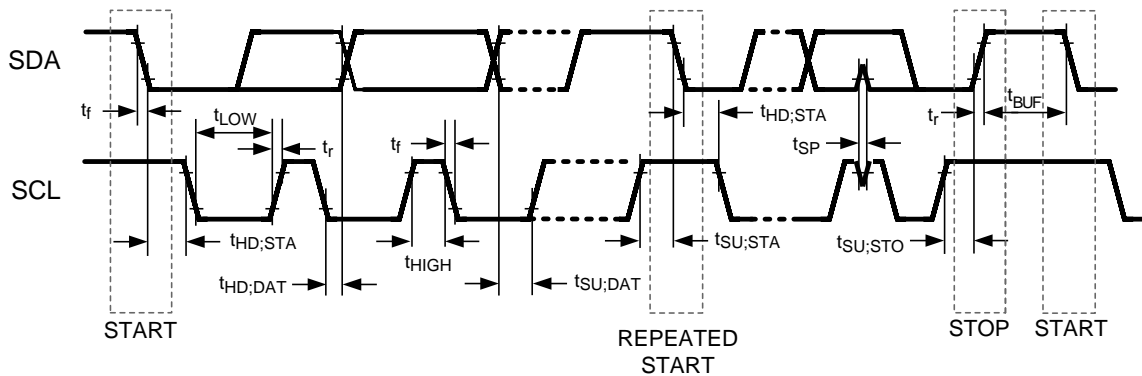 SDA
t_f
t_LOW
t_r
t_f
t_HD;STA
t_SP
t_r
t_BUF
SCL
t_HD;STA
t_HD;DAT
t_HIGH
t_SU;DAT
t_SU;STA
t_SU;STO
START
REPEATED
START
STOP
START